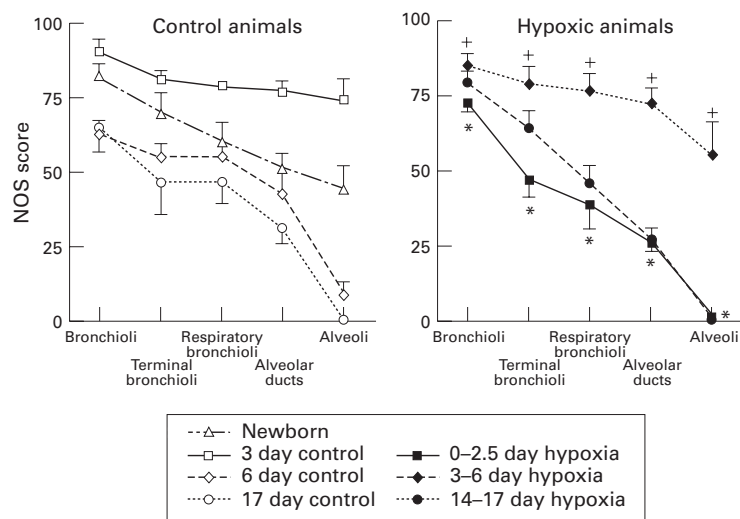 Control animals
NOS score
100
75
50
25
0
Bronchioli
Terminal
bronchioli
Respiratory
bronchioli
Alveolar
ducts
Alveoli
Hypoxic animals
100
75
50
25
0
+ + + + +
* * * * *
Bronchioli
Terminal
bronchioli
Respiratory
bronchioli
Alveolar
ducts
Alveoli
Newborn
3 day control
0–2.5 day hypoxia
6 day control
3–6 day hypoxia
17 day control
14–17 day hypoxia